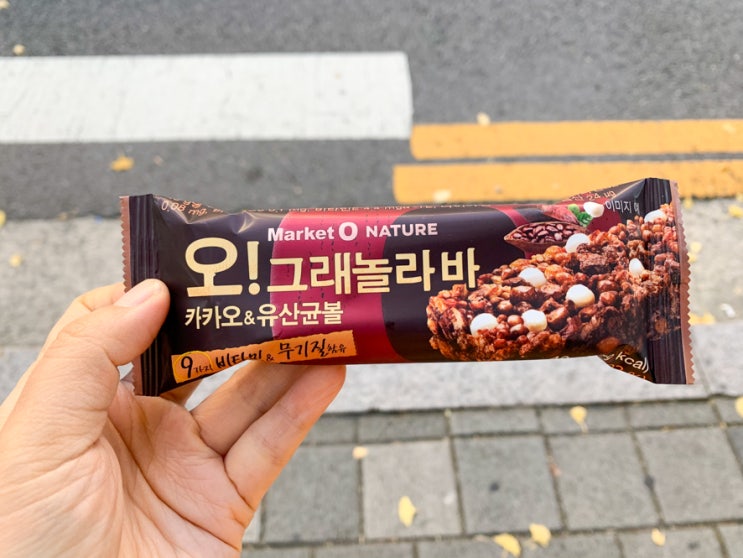 Market O NATURE
오! 그래놀라 바
카카오&유산균볼
9가지 비타민 & 무기질 함유
kcal)